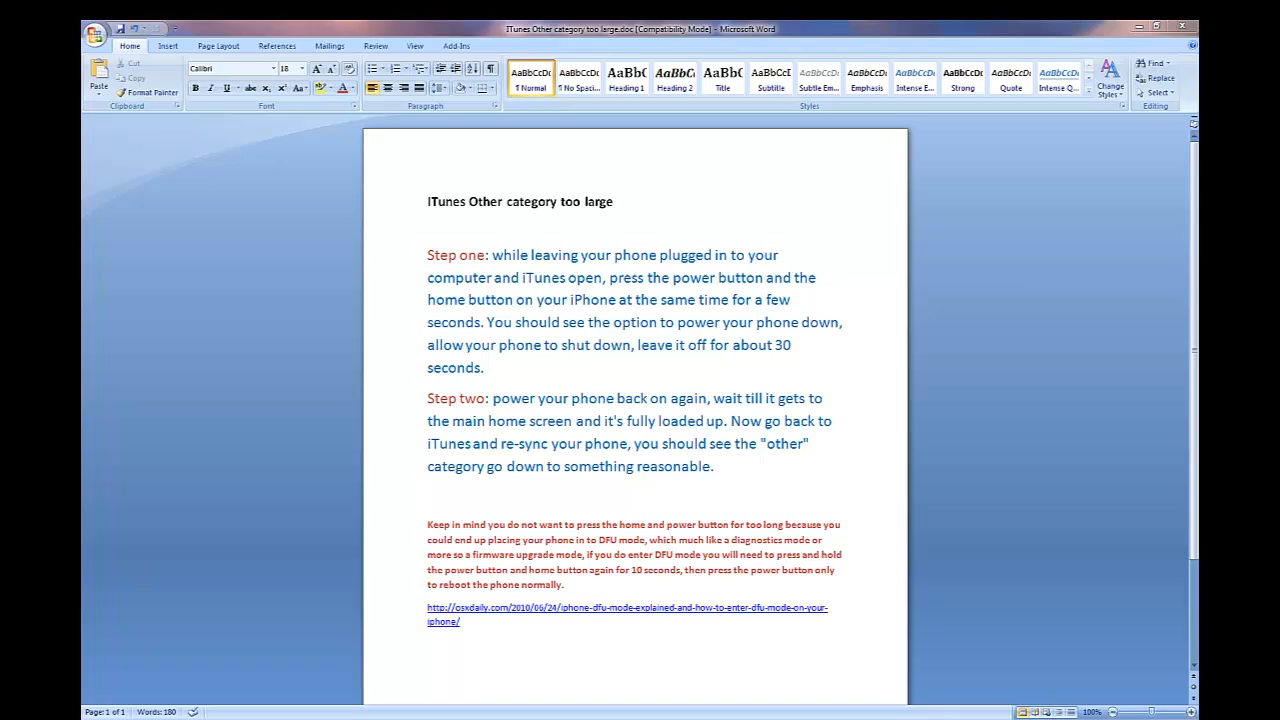 ITunes Other category too large.doc [Compatibility Mode] - Microsoft Word
Home Insert Page Layout References Mailings Review View Add-Ins
Paste
Cut
Copy
Format Painter
Clipboard
Calibri 18
B I U abc x₂ x² Aa
Font
Paragraph
AaBbCcDc AaBbCcDc AaBbC AaBbC AaBbC AaBbCcI AaBbCcDc AaBbCcDc AaBbCcDc AaBbCcDc AaBbCcDc AaBbCcDc
¶ Normal ¶ No Spaci... Heading 1 Heading 2 Title Subtitle Subtle Em... Emphasis Intense E... Strong Quote Intense Q...
Change
Styles
Styles
Find
Replace
Select
Editing
ITunes Other category too large
Step one: while leaving your phone plugged in to your
computer and iTunes open, press the power button and the
home button on your iPhone at the same time for a few
seconds. You should see the option to power your phone down,
allow your phone to shut down, leave it off for about 30
seconds.
Step two: power your phone back on again, wait till it gets to
the main home screen and it's fully loaded up. Now go back to
iTunes and re-sync your phone, you should see the "other"
category go down to something reasonable.
Keep in mind you do not want to press the home and power button for too long because you
could end up placing your phone in to DFU mode, which much like a diagnostics mode or
more so a firmware upgrade mode, if you do enter DFU mode you will need to press and hold
the power button and home button again for 10 seconds, then press the power button only
to reboot the phone normally.
http://osxdaily.com/2010/06/24/iphone-dfu-mode-explained-and-how-to-enter-dfu-mode-on-your-
iphone/
Page: 1 of 1 Words: 180 100%